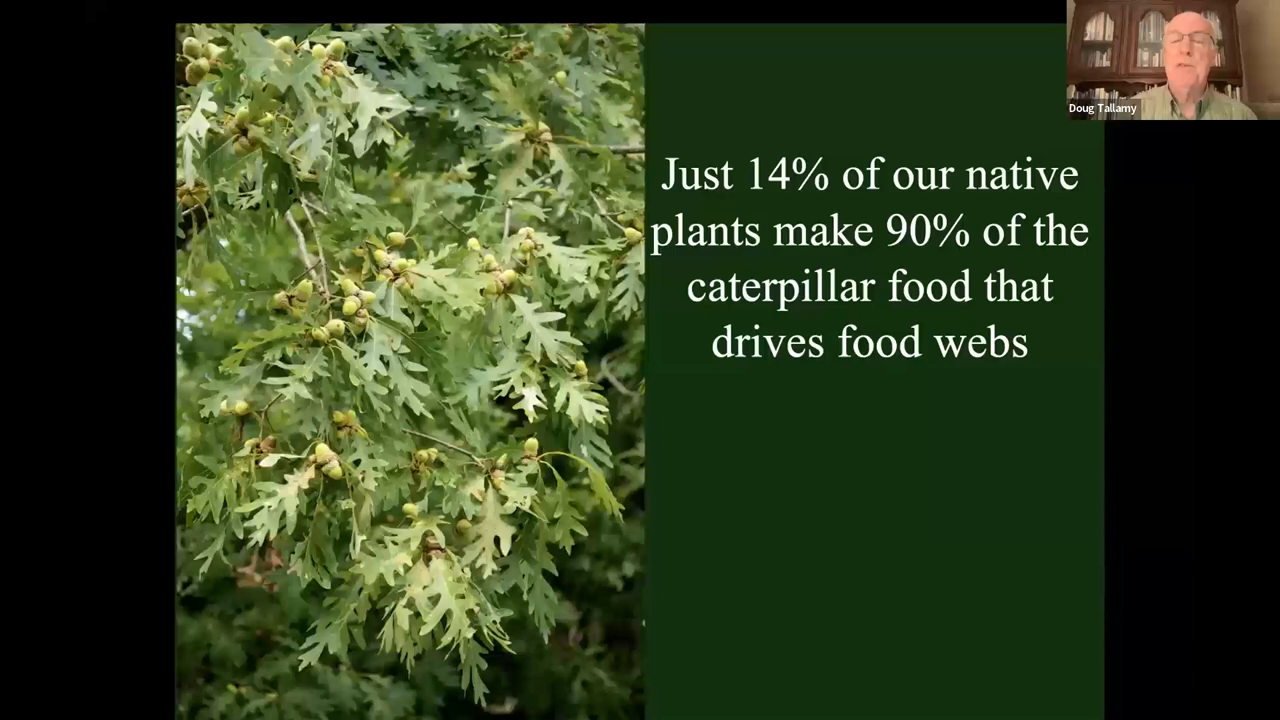 Doug Tallamy
Just 14% of our native
plants make 90% of the
caterpillar food that
drives food webs